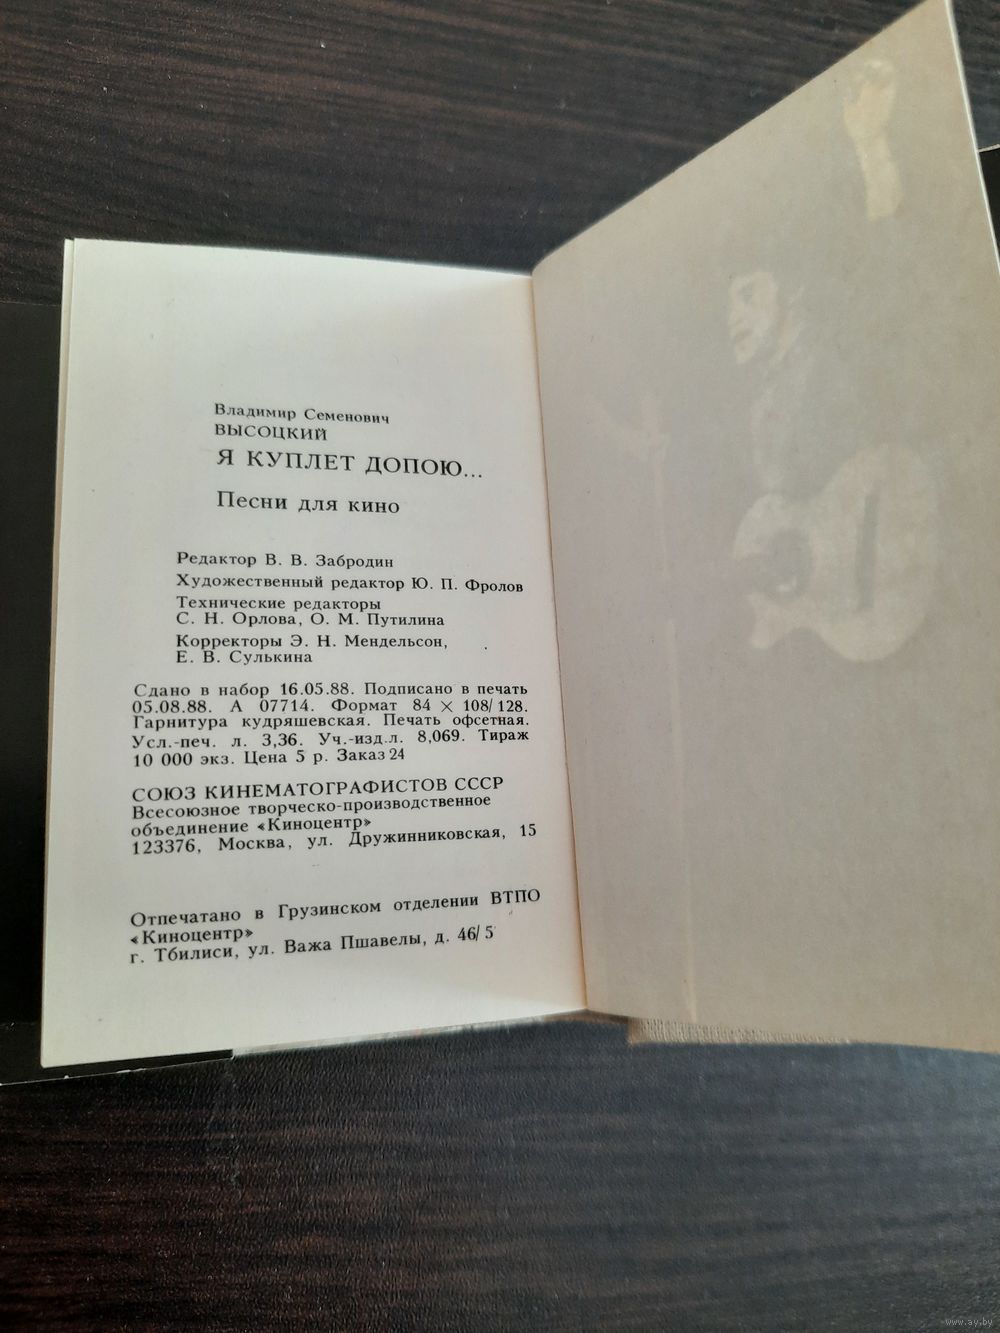 Владимир Семенович
ВЫСОЦКИЙ
Я КУПЛЕТ ДОПОЮ...
Песни для кино
Редактор В. В. Забродин
Художественный редактор Ю. П. Фролов
Технические редакторы
С. Н. Орлова, О. М. Путилина
Корректоры Э. Н. Мендельсон,
Е. В. Сулькина
Сдано в набор 16.05.88. Подписано в печать
05.08.88. А 07714. Формат 84 × 108/128.
Гарнитура кудряшевская. Печать офсетная.
Усл.-печ. л. 3,36. Уч.-изд.л. 8,069. Тираж
10 000 экз. Цена 5 р. Заказ 24
СОЮЗ КИНЕМАТОГРАФИСТОВ СССР
Всесоюзное творческо-производственное
объединение «Киноцентр»
123376, Москва, ул. Дружинниковская, 15
Отпечатано в Грузинском отделении ВТПО
«Киноцентр»
г. Тбилиси, ул. Важа Пшавелы, д. 46/5
www.ay.by